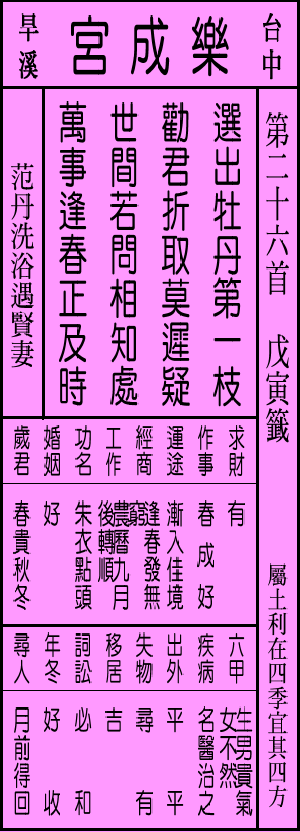 台中
樂成宮
旱溪
第二十六首 戊寅籤 屬土利在四季宜其四方
選出牡丹第一枝
勸君折取莫遲疑
世間若問相知處
萬事逢春正及時
范丹洗浴遇賢妻
求財
有
作事
春成好
運途
漸入佳境
經商
逢春發無窮
工作
農曆九月後轉順
功名
朱衣點頭
婚姻
好
歲君
春貴秋冬
六甲
生男員氣女不然
疾病
名醫治之
出外
平平
失物
尋有
移居
吉
詞訟
必和
年冬
好收
尋人
月前得回